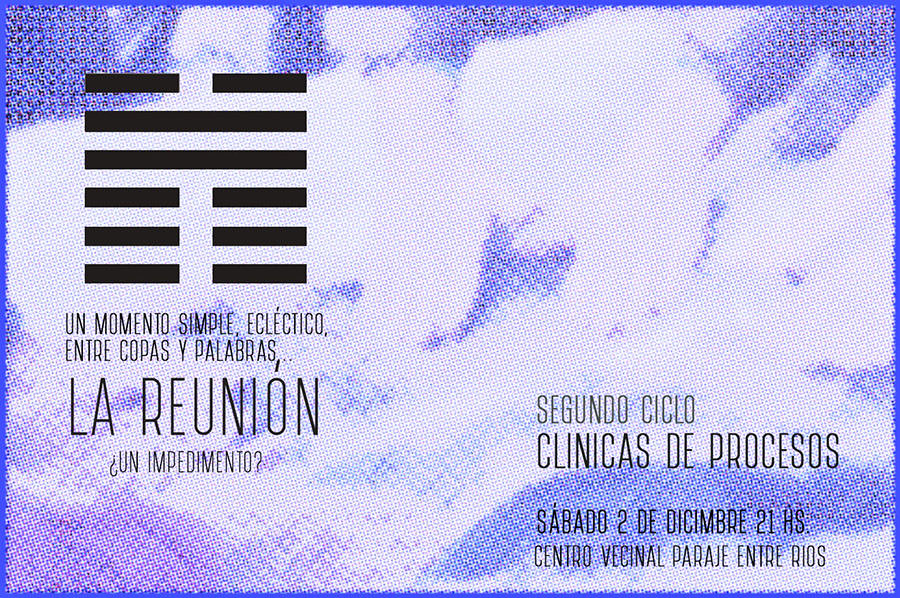 UN MOMENTO SIMPLE, ECLÉCTICO,
ENTRE COPAS Y PALABRAS...
LA REUNIÓN
¿UN IMPEDIMENTO?
SEGUNDO CICLO
CLINICAS DE PROCESOS
SÁBADO 2 DE DICIMBRE 21 HS.
CENTRO VECINAL PARAJE ENTRE RIOS